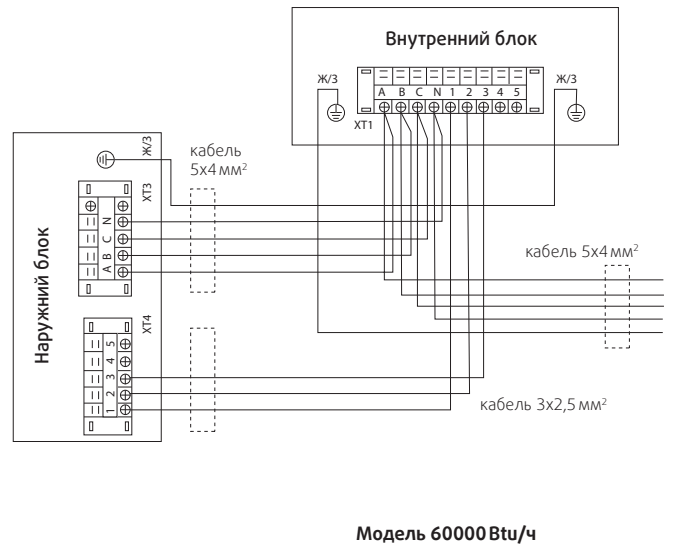 Внутренний блок
Ж/З
Ж/З
A B C N 1 2 3 4 5
XT1
Ж/З
кабель
5х4 мм²
XT3
N
C
B
A
Наружний блок
кабель 5х4 мм²
XT4
5
4
3
2
1
кабель 3х2,5 мм²
Модель 60000 Btu/ч